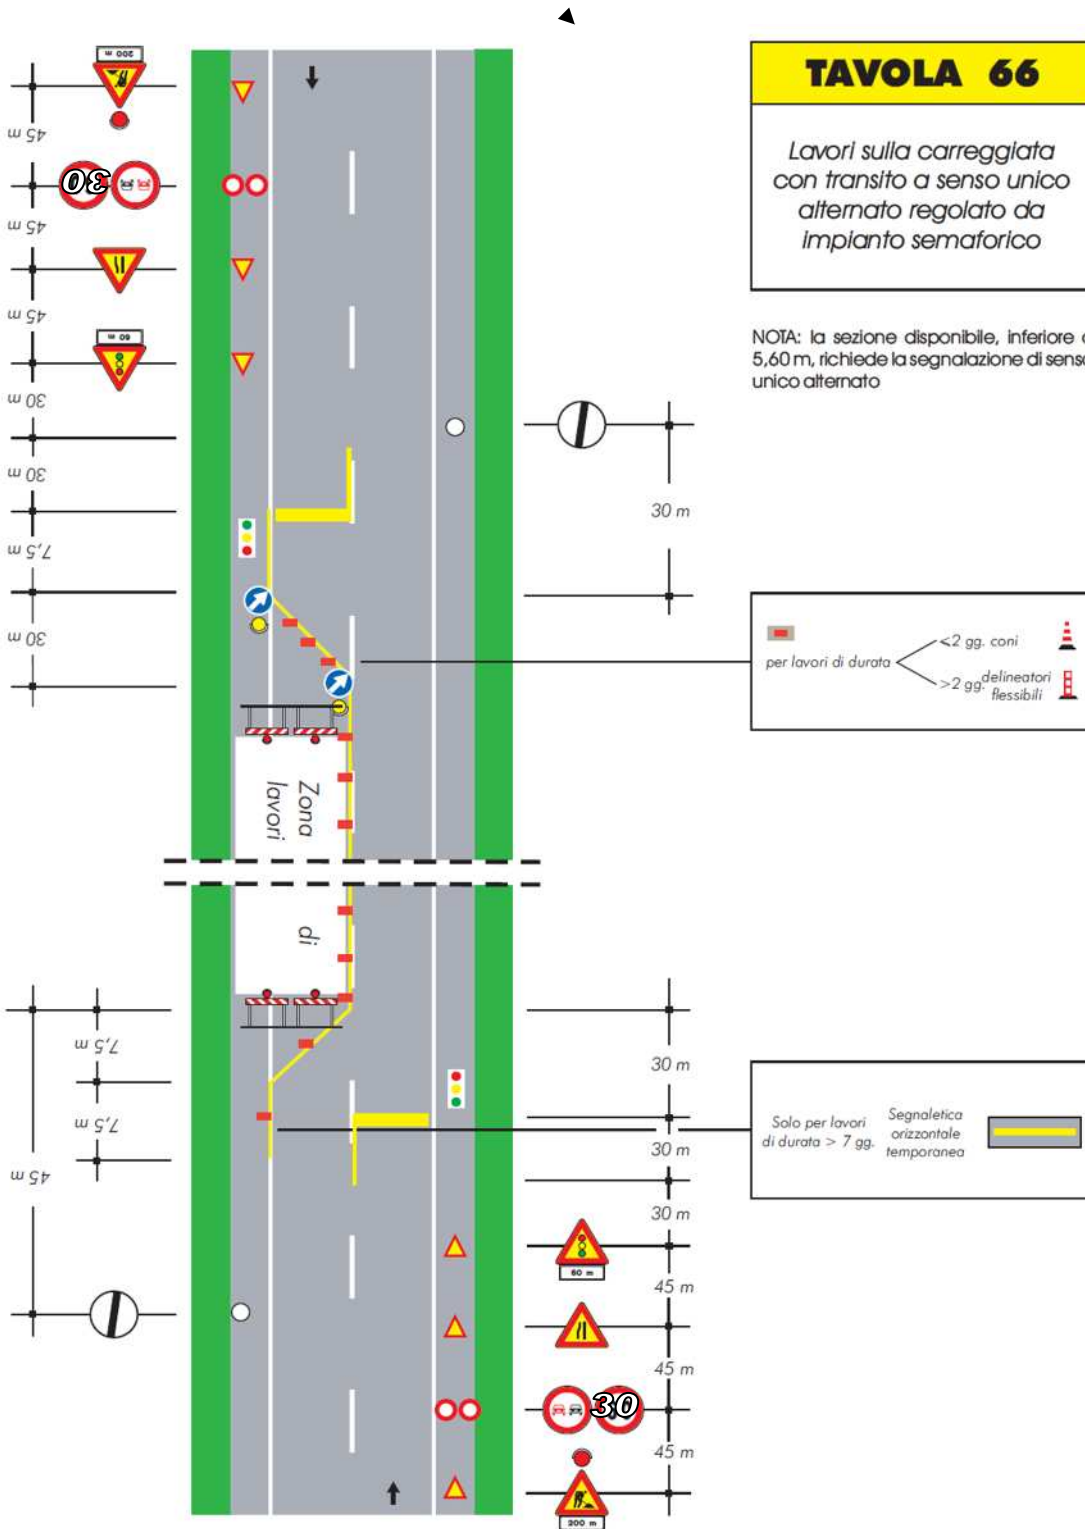 TAVOLA 66
Lavori sulla carreggiata
con transito a senso unico
alternato regolato da
impianto semaforico
NOTA: la sezione disponibile, inferiore
5,60 m, richiede la segnalazione di senso
unico alternato
200 m
45 m
30
45 m
45 m
60 m
30 m
30 m
7,5 m
30 m
30 m
per lavori di durata
<2 gg. coni
>2 gg. delineatori
flessibili
Zona
lavori
di
7,5 m
7,5 m
45 m
30 m
30 m
30 m
Solo per lavori
di durata > 7 gg.
Segnaletica
orizzontale
temporanea
60 m
45 m
45 m
30
45 m
200 m